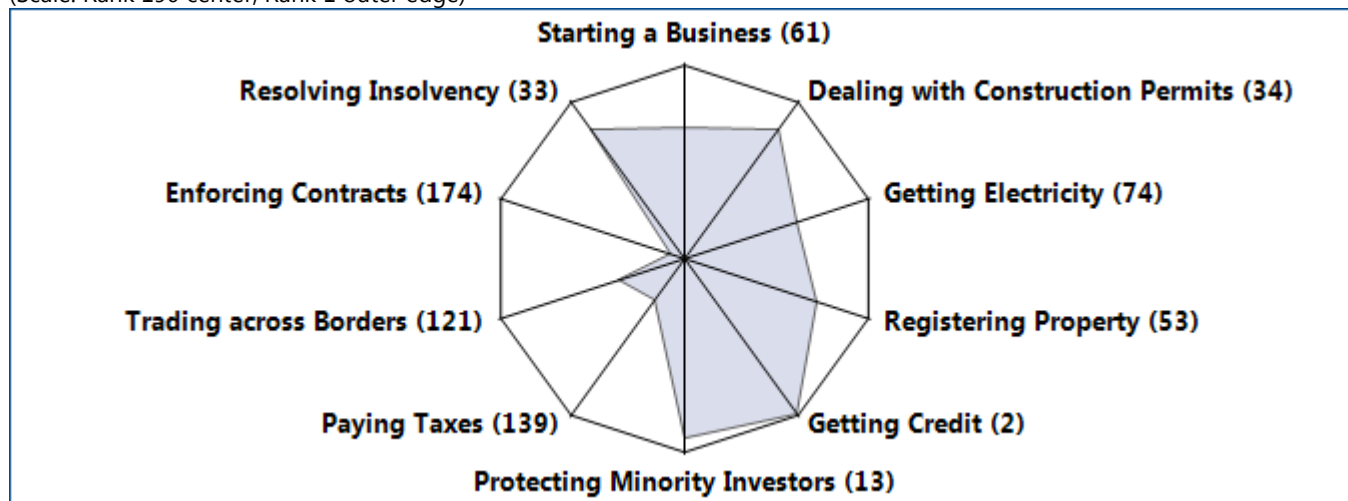 (Scale: Rank 190 center, Rank 1 outer edge)
Starting a Business (61)
Resolving Insolvency (33)
Dealing with Construction Permits (34)
Enforcing Contracts (174)
Getting Electricity (74)
Trading across Borders (121)
Registering Property (53)
Paying Taxes (139)
Getting Credit (2)
Protecting Minority Investors (13)